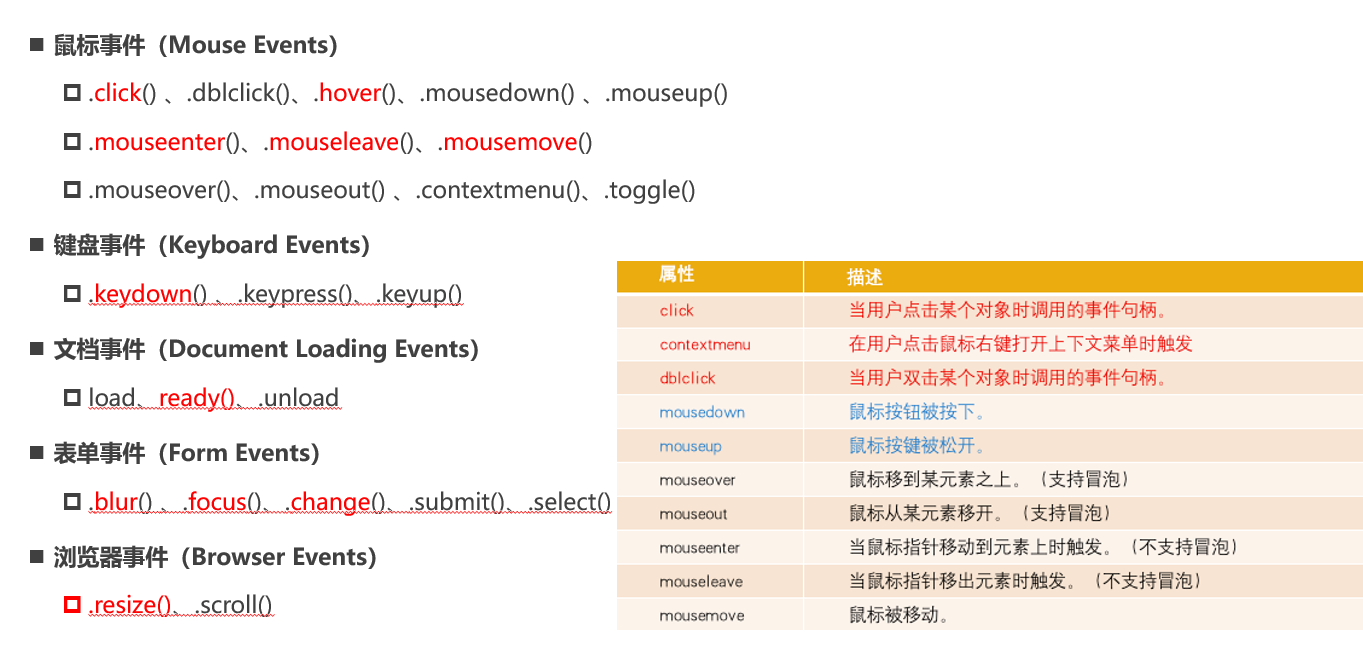 ■ 鼠标事件（Mouse Events）
.click() 、.dblclick()、.hover()、.mousedown() 、.mouseup()
.mouseenter()、.mouseleave()、.mousemove()
.mouseover()、.mouseout() 、.contextmenu()、.toggle()
■ 键盘事件（Keyboard Events）
.keydown() 、.keypress()、.keyup()
■ 文档事件（Document Loading Events）
load、ready()、.unload
■ 表单事件（Form Events）
.blur() 、.focus()、.change()、.submit()、.select()
■ 浏览器事件（Browser Events）
.resize()、.scroll()
属性 描述
click 当用户点击某个对象时调用的事件句柄。
contextmenu 在用户点击鼠标右键打开上下文菜单时触发
dblclick 当用户双击某个对象时调用的事件句柄。
mousedown 鼠标按钮被按下。
mouseup 鼠标按键被松开。
mouseover 鼠标移到某元素之上。（支持冒泡）
mouseout 鼠标从某元素移开。（支持冒泡）
mouseenter 当鼠标指针移动到元素上时触发。（不支持冒泡）
mouseleave 当鼠标指针移出元素时触发。（不支持冒泡）
mousemove 鼠标被移动。